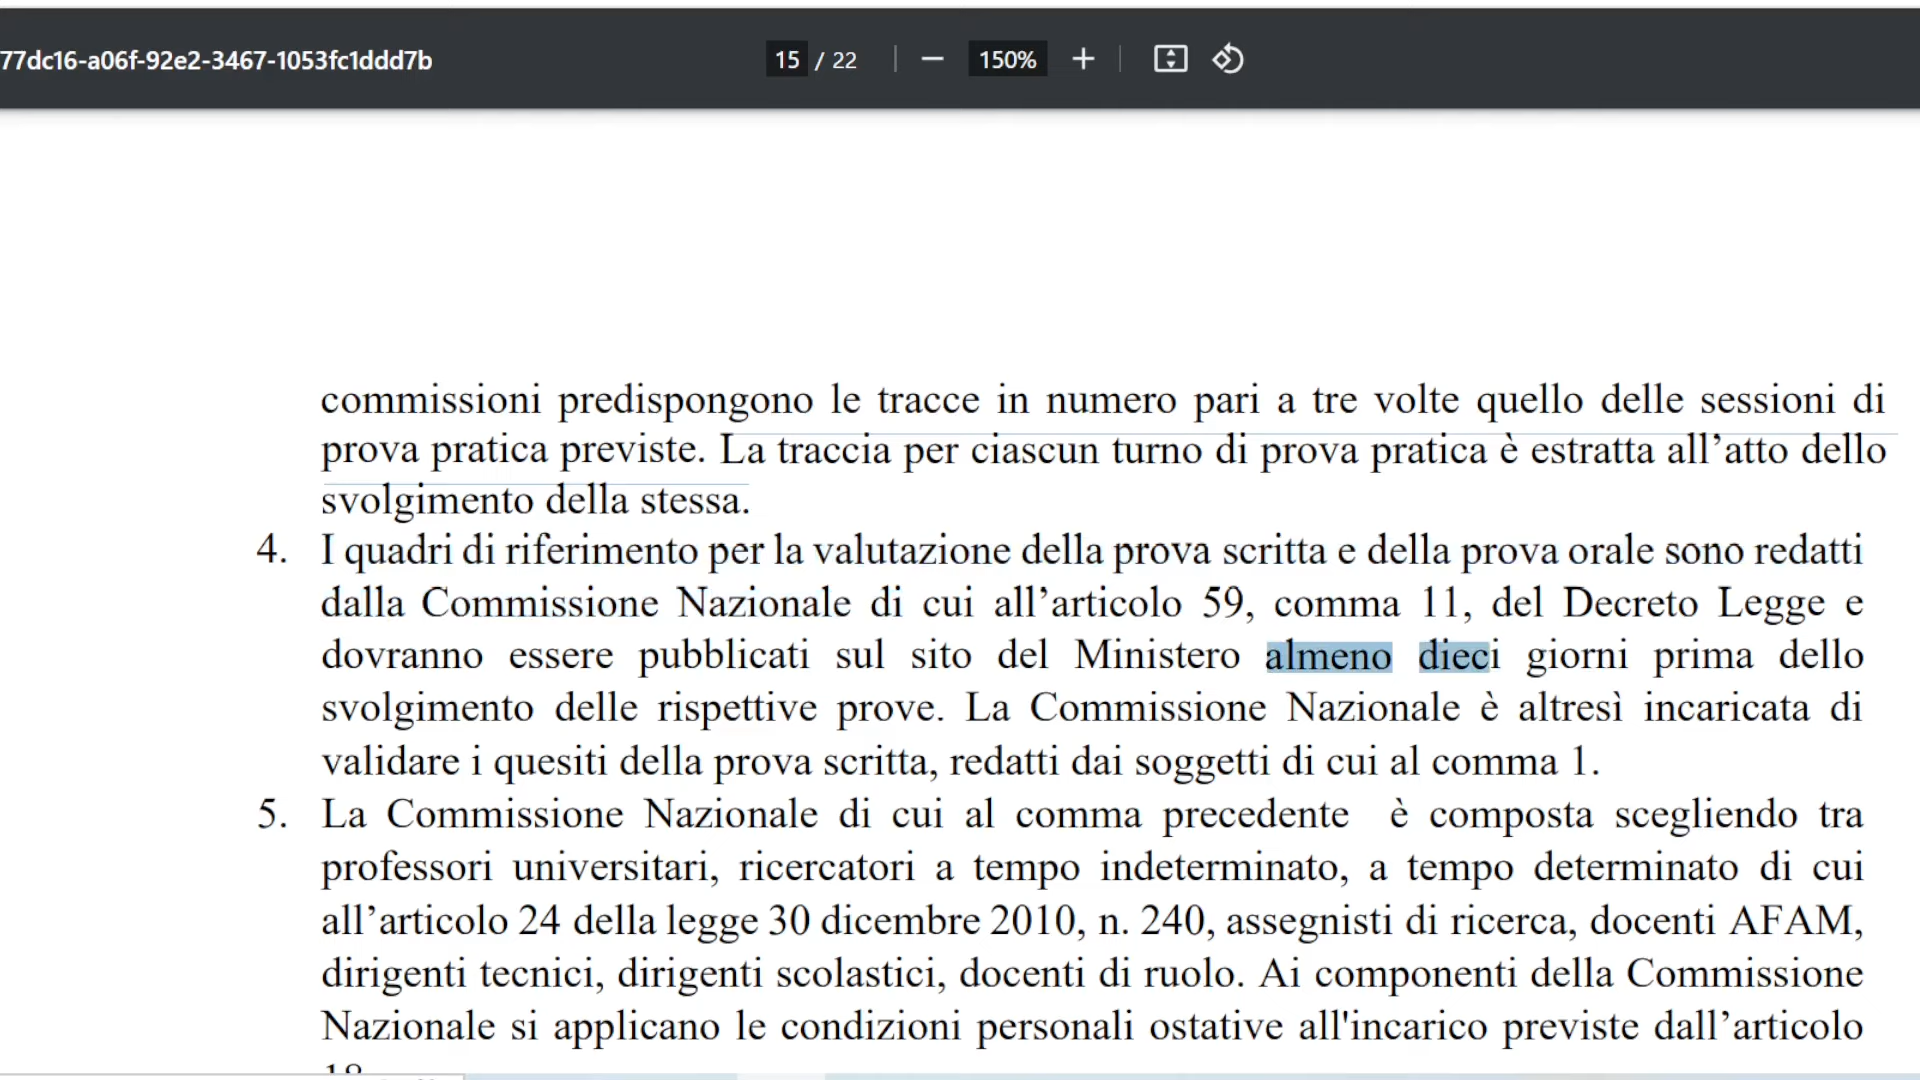 77dc16-a06f-92e2-3467-1053fc1ddd7b
15 / 22
150%
commissioni predispongono le tracce in numero pari a tre volte quello delle sessioni di
prova pratica previste. La traccia per ciascun turno di prova pratica è estratta all’atto dello
svolgimento della stessa.
4. I quadri di riferimento per la valutazione della prova scritta e della prova orale sono redatti
dalla Commissione Nazionale di cui all’articolo 59, comma 11, del Decreto Legge e
dovranno essere pubblicati sul sito del Ministero almeno dieci giorni prima dello
svolgimento delle rispettive prove. La Commissione Nazionale è altresì incaricata di
validare i quesiti della prova scritta, redatti dai soggetti di cui al comma 1.
5. La Commissione Nazionale di cui al comma precedente è composta scegliendo tra
professori universitari, ricercatori a tempo indeterminato, a tempo determinato di cui
all’articolo 24 della legge 30 dicembre 2010, n. 240, assegnisti di ricerca, docenti AFAM,
dirigenti tecnici, dirigenti scolastici, docenti di ruolo. Ai componenti della Commissione
Nazionale si applicano le condizioni personali ostative all'incarico previste dall’articolo